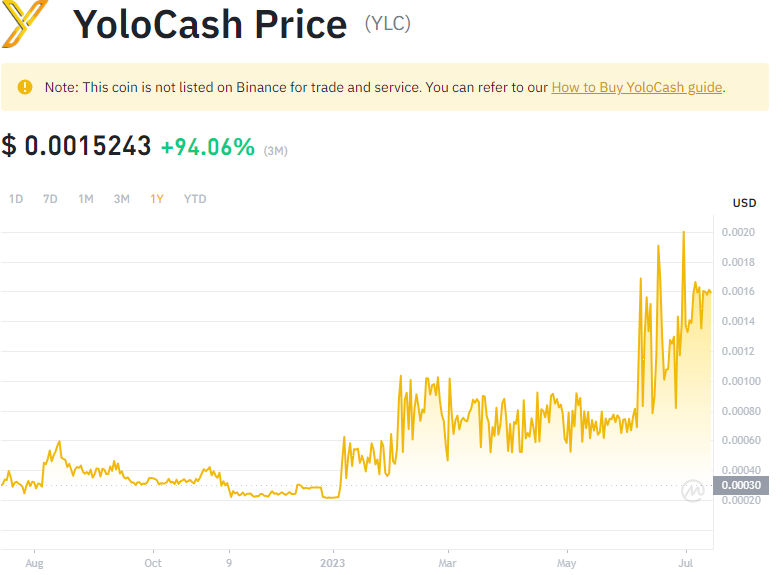 YoloCash Price (YLC)
Note: This coin is not listed on Binance for trade and service. You can refer to our How to Buy YoloCash guide.
$ 0.0015243 +94.06% (3M)
1D 7D 1M 3M 1Y YTD
USD
0.0020
0.0018
0.0016
0.0014
0.0012
0.00100
0.00080
0.00060
0.00040
0.00030
0.00020
Aug Oct 9 2023 Mar May Jul